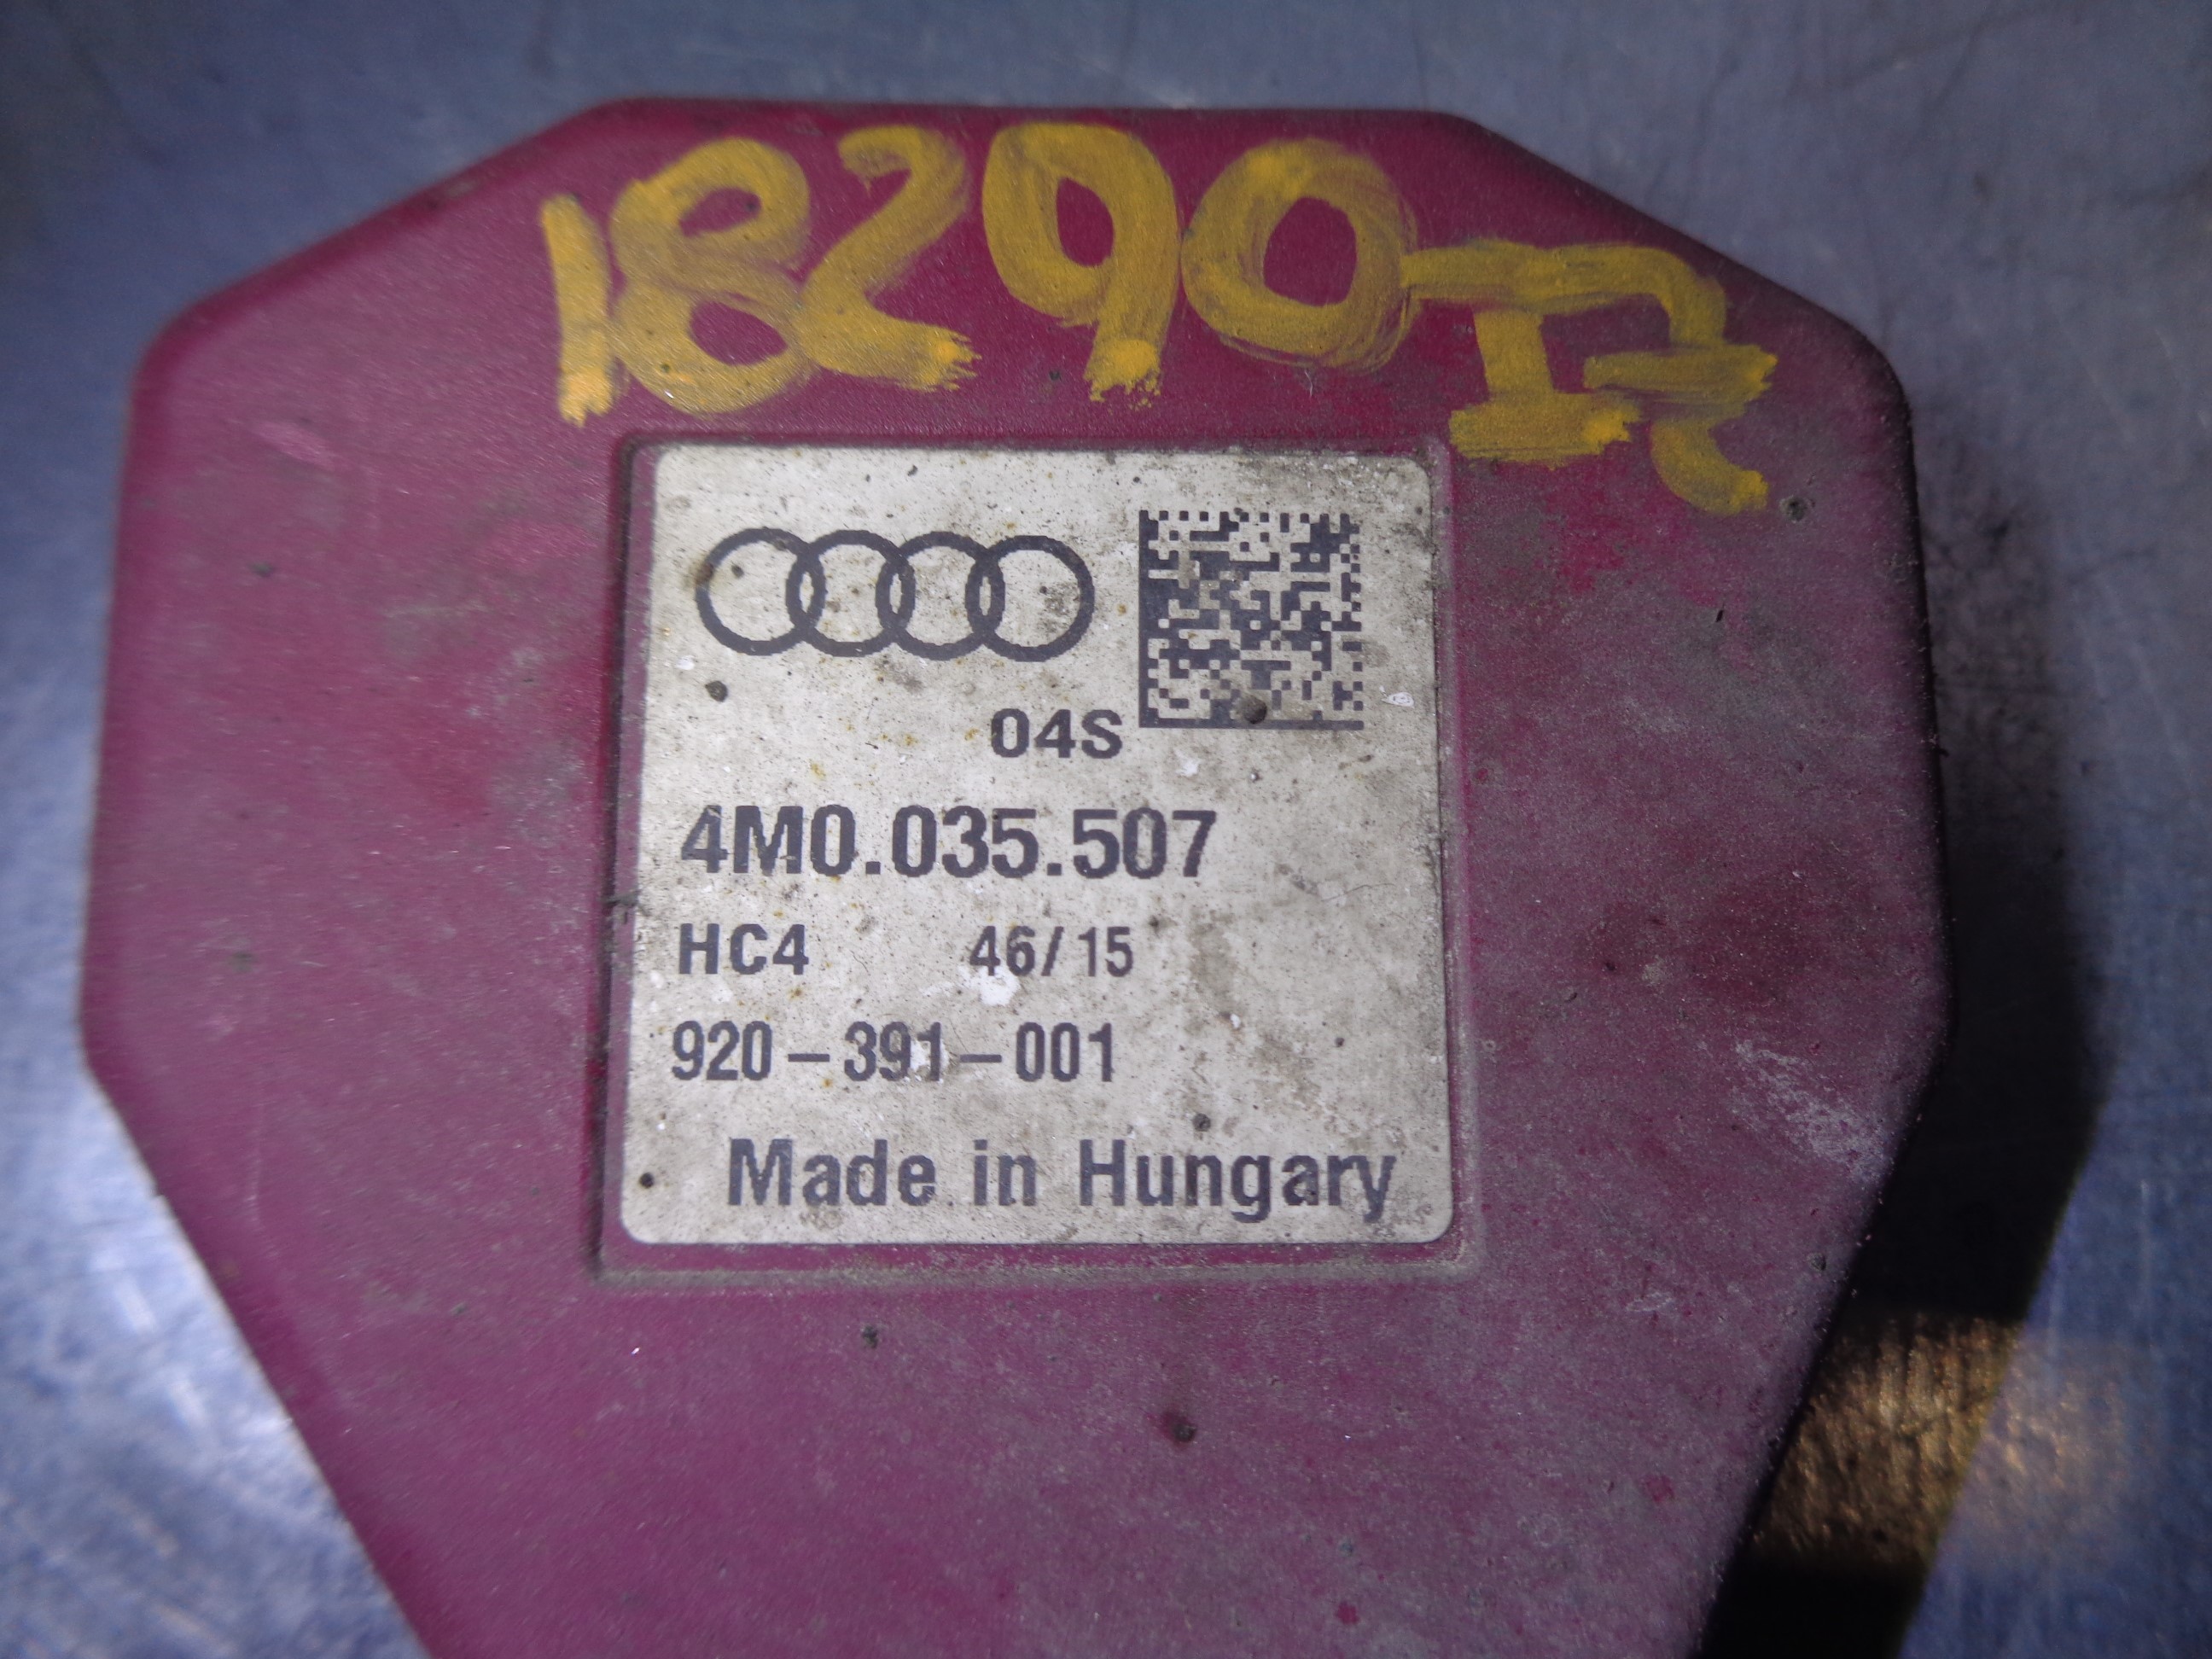 18290
04S
4M0.035.507
HC4 46/15
920-391-001
Made in Hungary